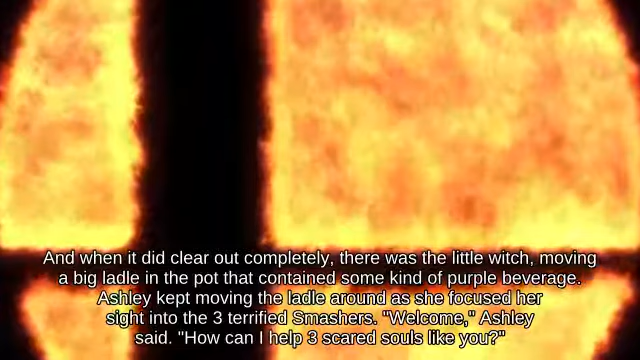 And when it did clear out completely, there was the little witch, moving
a big ladle in the pot that contained some kind of purple beverage.
Ashley kept moving the ladle around as she focused her
sight into the 3 terrified Smashers. "Welcome," Ashley
said. "How can I help 3 scared souls like you?"